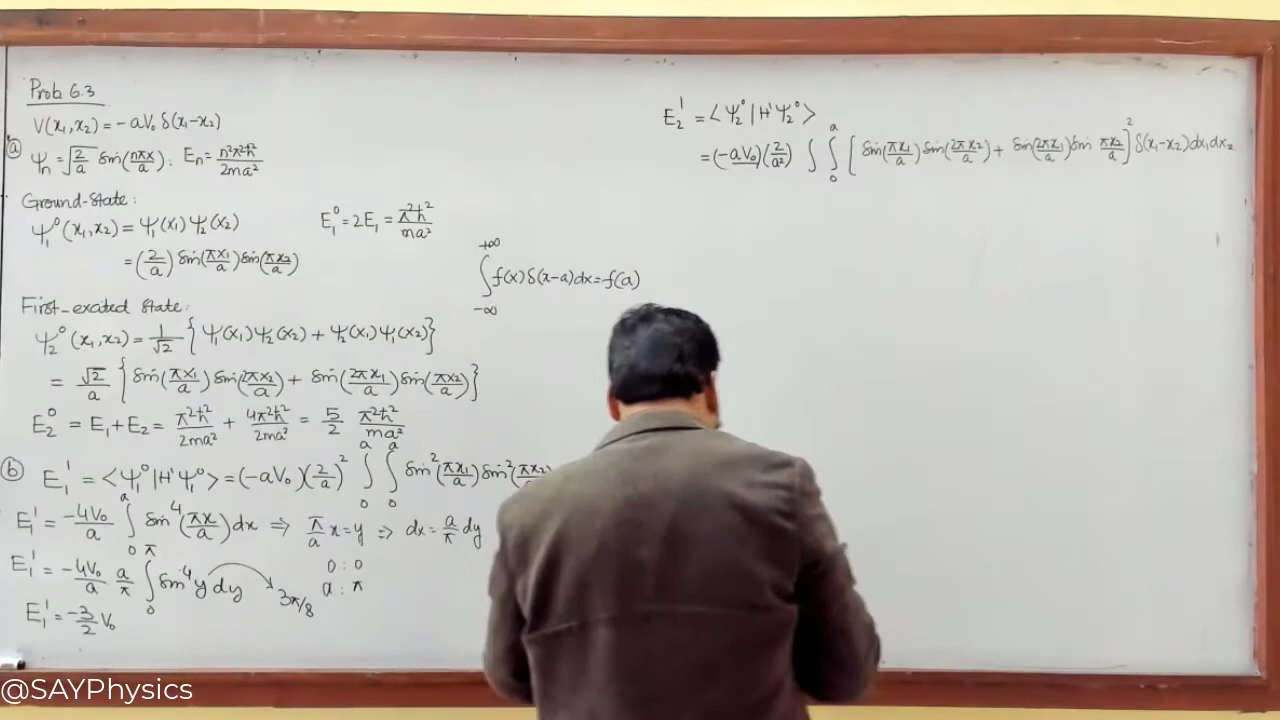 Prob. 6.3
V(x₁,x₂) = -aV₀ δ(x₁-x₂)
ⓐ ψₙ = √(2/a) Sin(nπx/a) ; Eₙ = n²π²ħ²/2ma²
Ground-State:
ψ₁⁰(x₁,x₂) = ψ₁(x₁) ψ₂(x₂) E₁⁰ = 2E₁ = π²ħ²/ma²
= (2/a) Sin(πx₁/a) Sin(πx₂/a)
∫₋∞⁺∞ f(x) δ(x-a) dx = f(a)
First-exated State:
ψ₂⁰(x₁,x₂) = 1/√2 { ψ₁(x₁) ψ₂(x₂) + ψ₂(x₁) ψ₁(x₂) }
= √2/a { Sin(πx₁/a) Sin(2πx₂/a) + Sin(2πx₁/a) Sin(πx₂/a) }
E₂⁰ = E₁ + E₂ = π²ħ²/2ma² + 4π²ħ²/2ma² = 5/2 π²ħ²/ma²
ⓑ E₁¹ = <ψ₁⁰|H¹ψ₁⁰> = (-aV₀)(2/a)² ∫₀ᵃ ∫₀ᵃ Sin²(πx₁/a) Sin²(πx₂/a)
E₁¹ = -4V₀/a ∫₀ᵃ Sin⁴(πx/a) dx ⇒ π/a x = y ⇒ dx = a/π dy
E₁¹ = -4V₀/a a/π ∫₀^π Sin⁴y dy → 3π/8
0 : 0
a : π
E₁¹ = -3/2 V₀
E₂¹ = <ψ₂⁰|H¹ψ₂⁰>
= (-aV₀)(2/a²) ∫ ∫₀ᵃ [ Sin(πx₁/a) Sin(2πx₂/a) + Sin(2πx₁/a) Sin πx₂/a ]² δ(x₁-x₂) dx₁dx₂
@SAYPhysics